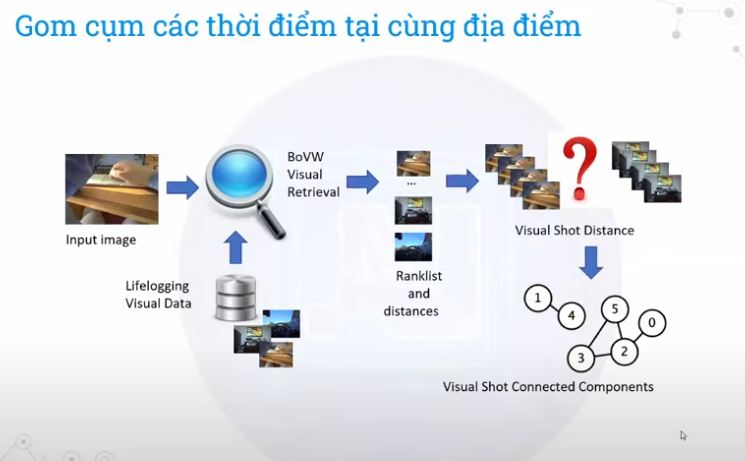 Gom cụm các thời điểm tại cùng địa điểm
Input image
BoVW
Visual
Retrieval
Lifelogging
Visual Data
...
Ranklist
and
distances
?
Visual Shot Distance
1
4
5
0
3
2
Visual Shot Connected Components